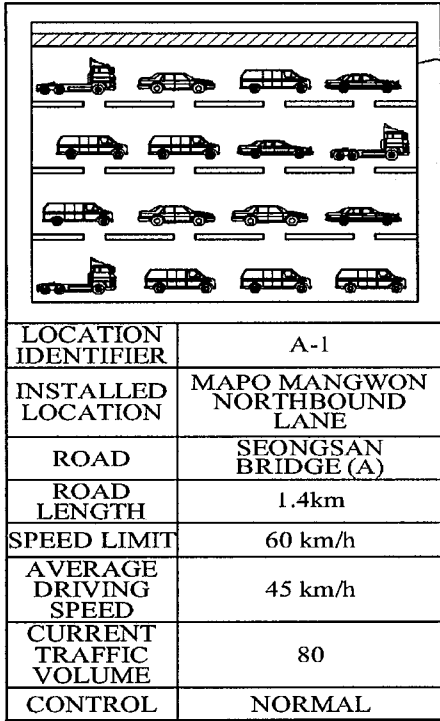 LOCATION
IDENTIFIER
A-1
INSTALLED
LOCATION
MAPO MANGWON
NORTHBOUND
LANE
ROAD
SEONGSAN
BRIDGE (A)
ROAD
LENGTH
1.4km
SPEED LIMIT
60 km/h
AVERAGE
DRIVING
SPEED
45 km/h
CURRENT
TRAFFIC
VOLUME
80
CONTROL
NORMAL